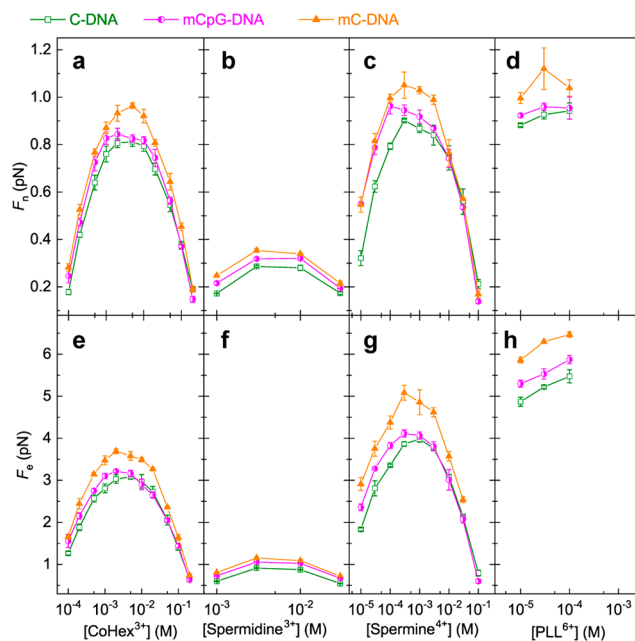 C-DNA mCpG-DNA mC-DNA
a b c d
1.2
1.0
0.8
0.6
0.4
0.2
Fn (pN)
e f g h
6
5
4
3
2
1
Fe (pN)
10⁻⁴ 10⁻³ 10⁻² 10⁻¹ 10⁻³ 10⁻² 10⁻⁵ 10⁻⁴ 10⁻³ 10⁻² 10⁻¹ 10⁻⁵ 10⁻⁴ 10⁻³
[CoHex³⁺] (M) [Spermidine³⁺] (M) [Spermine⁴⁺] (M) [PLL⁶⁺] (M)